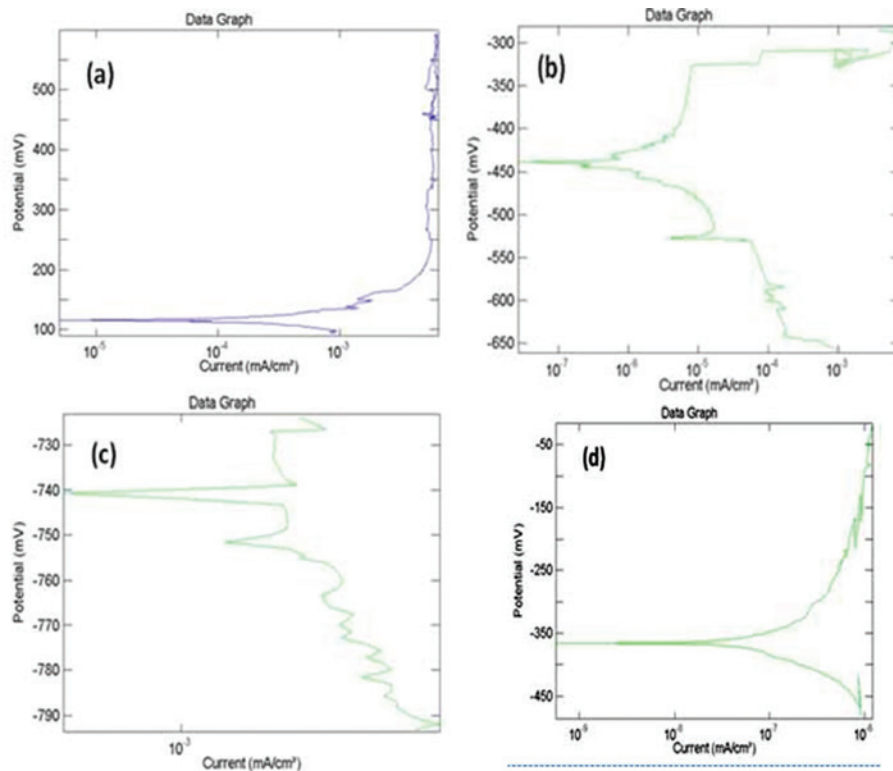 Data Graph
(a)
Potential (mV)
500
400
300
200
100
10⁻⁵
10⁻⁴
10⁻³
Current (mA/cm²)
Data Graph
(b)
Potential (mV)
-300
-350
-400
-450
-500
-550
-600
-650
10⁻⁷
10⁻⁶
10⁻⁵
10⁻⁴
10⁻³
Current (mA/cm²)
Data Graph
(c)
Potential (mV)
-730
-740
-750
-760
-770
-780
-790
10⁻³
Current (mA/cm²)
Data Graph
(d)
Potential (mV)
-50
-150
-250
-350
-450
10⁻⁷
Current (mA/cm²)